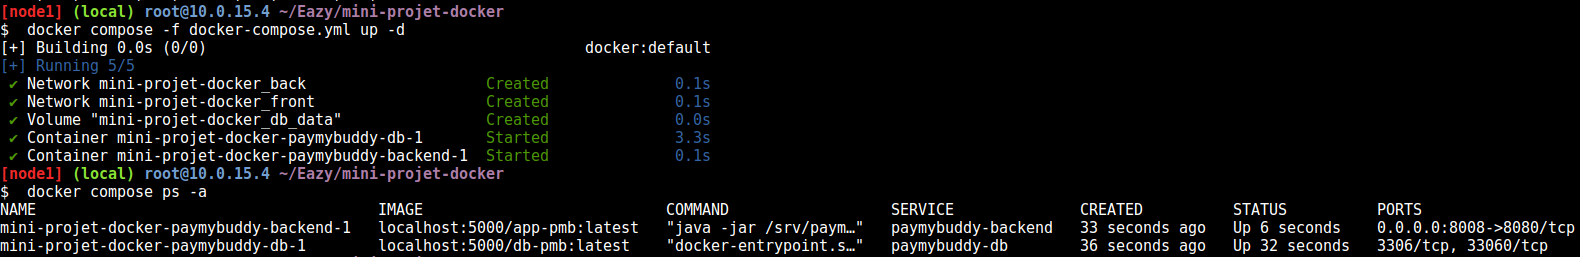 [node1] (local) root@10.0.15.4 ~/Eazy/mini-projet-docker
$  docker compose -f docker-compose.yml up -d
[+] Building 0.0s (0/0)                                          docker:default
[+] Running 5/5
 ✔ Network mini-projet-docker_back                    Created              0.1s
 ✔ Network mini-projet-docker_front                   Created              0.1s
 ✔ Volume "mini-projet-docker_db_data"                Created              0.0s
 ✔ Container mini-projet-docker-paymybuddy-db-1       Started              3.3s
 ✔ Container mini-projet-docker-paymybuddy-backend-1  Started              0.1s
[node1] (local) root@10.0.15.4 ~/Eazy/mini-projet-docker
$  docker compose ps -a
NAME                                      IMAGE                           COMMAND                  SERVICE              CREATED          STATUS          PORTS
mini-projet-docker-paymybuddy-backend-1   localhost:5000/app-pmb:latest   "java -jar /srv/paym…"   paymybuddy-backend   33 seconds ago   Up 6 seconds    0.0.0.0:8008->8080/tcp
mini-projet-docker-paymybuddy-db-1        localhost:5000/db-pmb:latest    "docker-entrypoint.s…"   paymybuddy-db        36 seconds ago   Up 32 seconds   3306/tcp, 33060/tcp